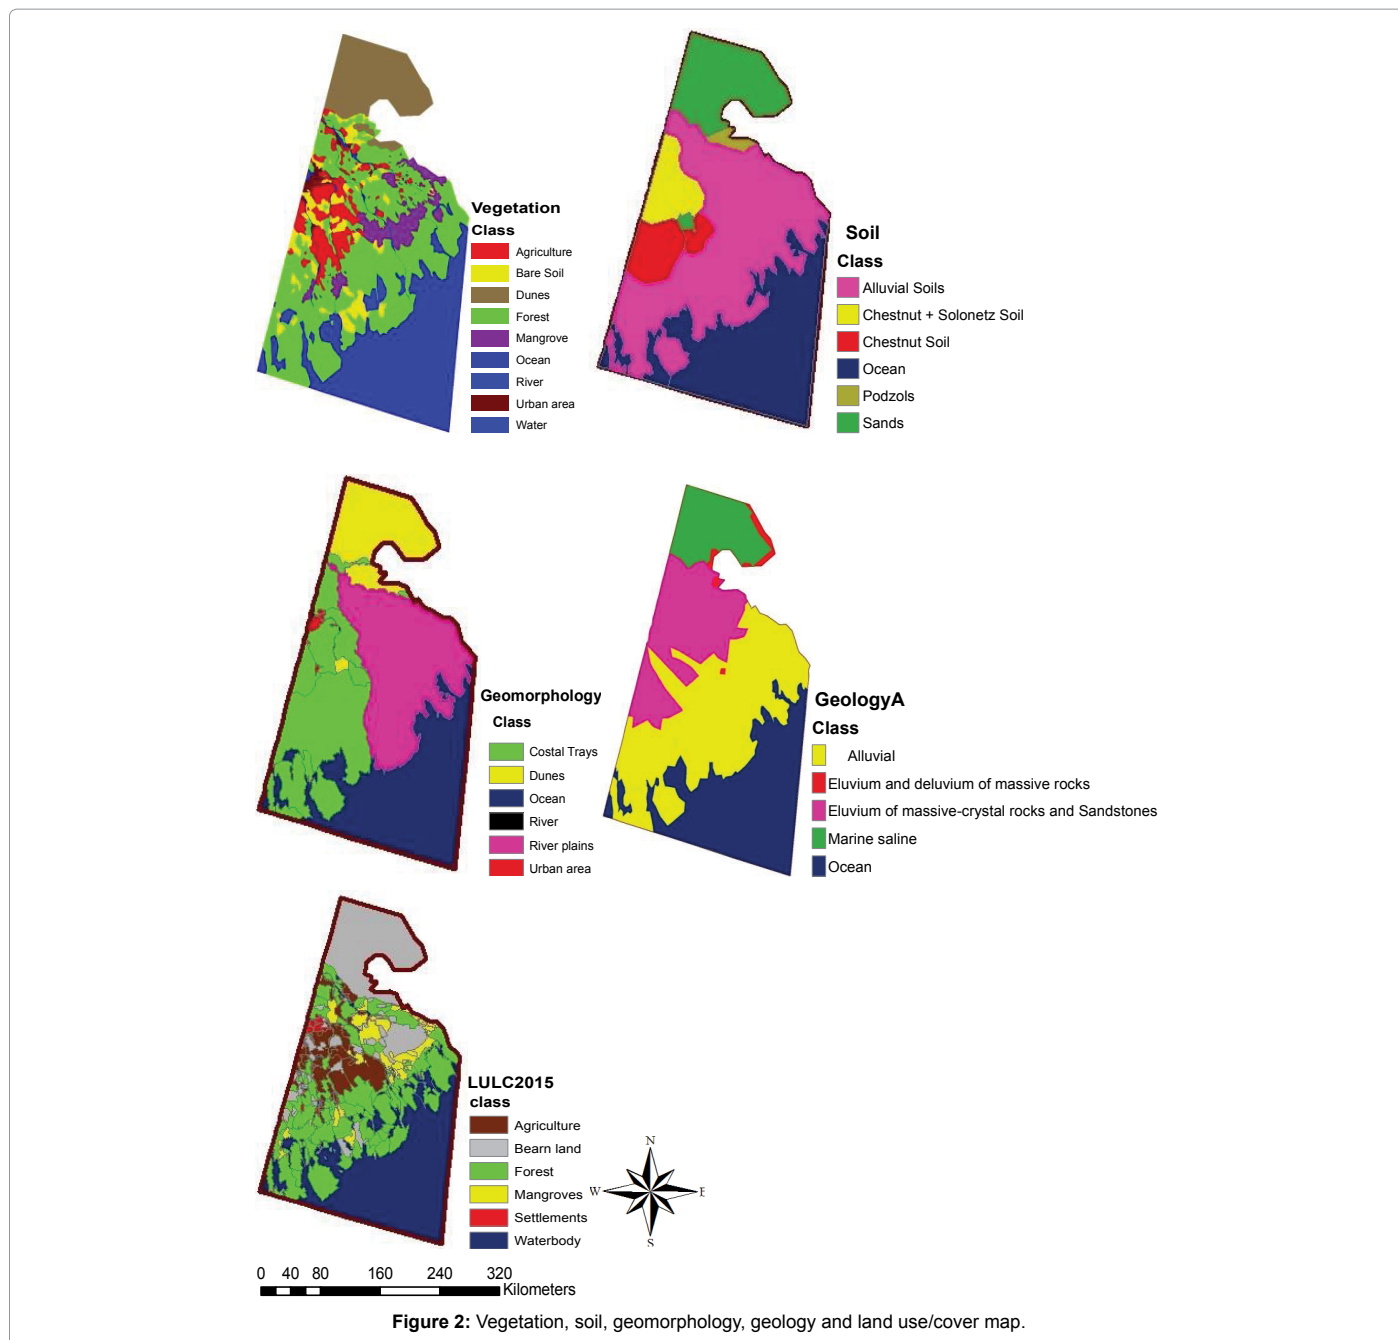 Vegetation
Class
Agriculture
Bare Soil
Dunes
Forest
Mangrove
Ocean
River
Urban area
Water
Soil
Class
Alluvial Soils
Chestnut + Solonetz Soil
Chestnut Soil
Ocean
Podzols
Sands
Geomorphology
Class
Costal Trays
Dunes
Ocean
River
River plains
Urban area
GeologyA
Class
Alluvial
Eluvium and deluvium of massive rocks
Eluvium of massive-crystal rocks and Sandstones
Marine saline
Ocean
LULC2015
class
Agriculture
Bearn land
Forest
Mangroves
Settlements
Waterbody
N
W E
S
0 40 80 160 240 320
Kilometers
Figure 2: Vegetation, soil, geomorphology, geology and land use/cover map.